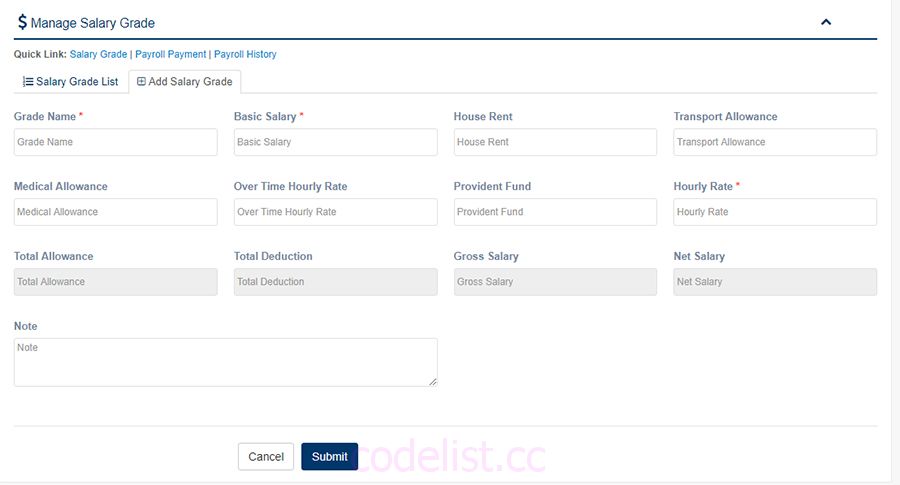 $ Manage Salary Grade
Quick Link: Salary Grade | Payroll Payment | Payroll History
Salary Grade List Add Salary Grade
Grade Name * Basic Salary * House Rent Transport Allowance
Grade Name Basic Salary House Rent Transport Allowance
Medical Allowance Over Time Hourly Rate Provident Fund Hourly Rate *
Medical Allowance Over Time Hourly Rate Provident Fund Hourly Rate
Total Allowance Total Deduction Gross Salary Net Salary
Total Allowance Total Deduction Gross Salary Net Salary
Note
Note
Cancel Submit codelist.cc